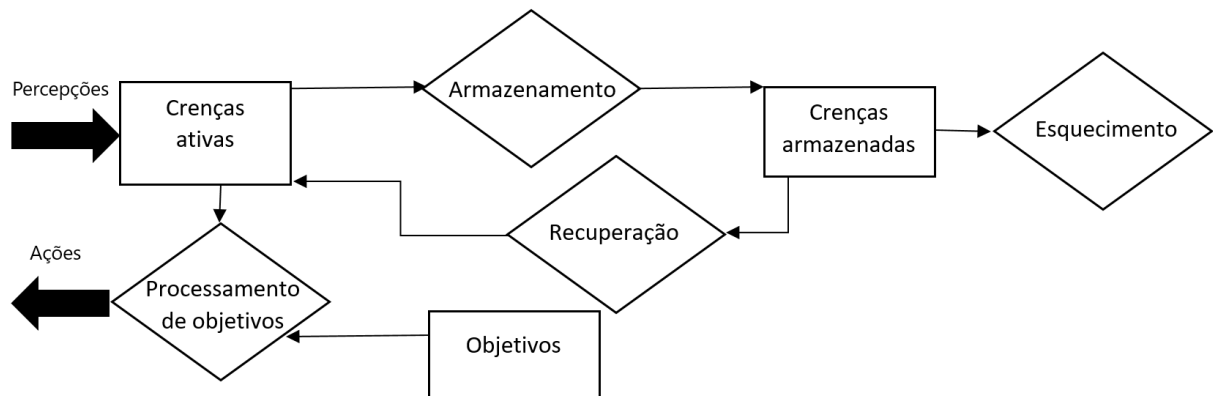 Percepções
Crenças
ativas
Armazenamento
Crenças
armazenadas
Esquecimento
Recuperação
Ações
Processamento
de objetivos
Objetivos